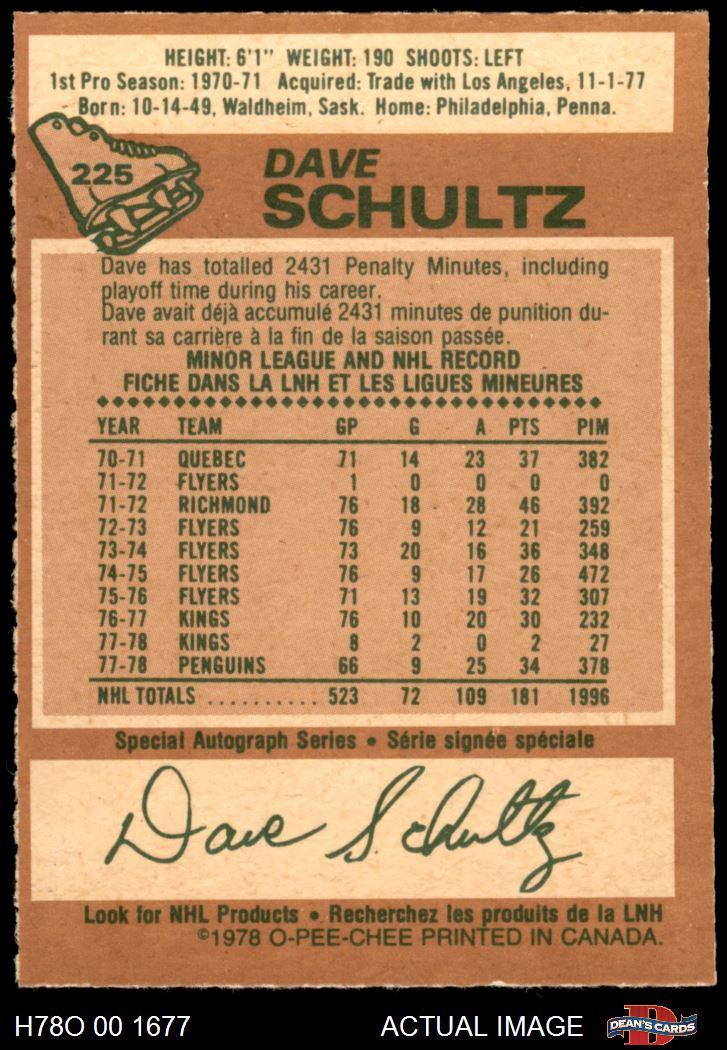 HEIGHT: 6'1" WEIGHT: 190 SHOOTS: LEFT
1st Pro Season: 1970-71 Acquired: Trade with Los Angeles, 11-1-77
Born: 10-14-49, Waldheim, Sask. Home: Philadelphia, Penna.
225
DAVE
SCHULTZ
Dave has totalled 2431 Penalty Minutes, including
playoff time during his career.
Dave avait déjà accumulé 2431 minutes de punition du-
rant sa carrière à la fin de la saison passée.
MINOR LEAGUE AND NHL RECORD
FICHE DANS LA LNH ET LES LIGUES MINEURES
YEAR TEAM GP G A PTS PIM
70-71 QUEBEC 71 14 23 37 382
71-72 FLYERS 1 0 0 0 0
71-72 RICHMOND 76 18 28 46 392
72-73 FLYERS 76 9 12 21 259
73-74 FLYERS 73 20 16 36 348
74-75 FLYERS 76 9 17 26 472
75-76 FLYERS 71 13 19 32 307
76-77 KINGS 76 10 20 30 232
77-78 KINGS 8 2 0 2 27
77-78 PENGUINS 66 9 25 34 378
NHL TOTALS .......... 523 72 109 181 1996
Special Autograph Series • Série signée spéciale
Dave Schultz
Look for NHL Products • Recherchez les produits de la LNH
©1978 O-PEE-CHEE PRINTED IN CANADA.
H78O 00 1677 ACTUAL IMAGE DEAN'S CARDS